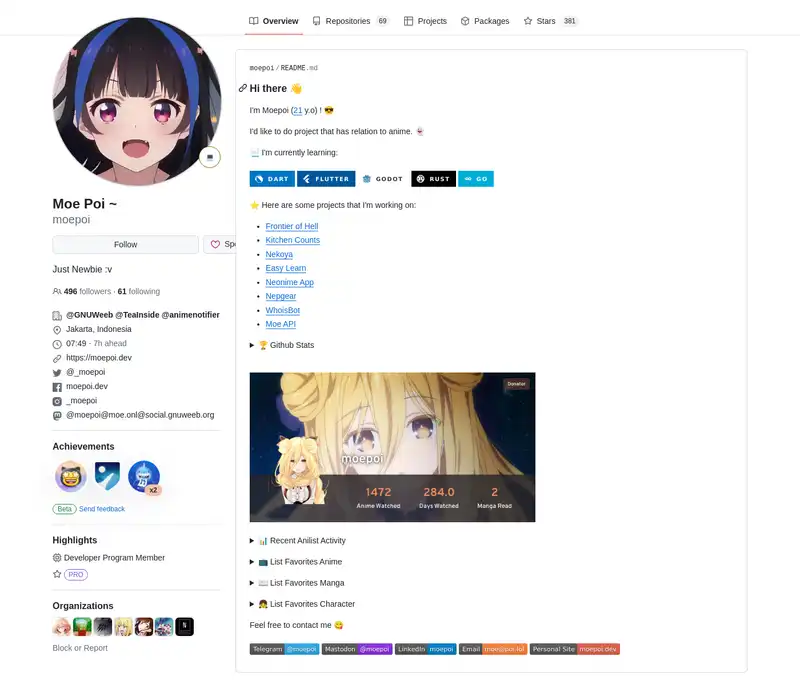 Overview Repositories 69 Projects Packages Stars 381
Moe Poi ~
moepoi
Follow
Spo
Just Newbie :v
496 followers · 61 following
@GNUWeeb @TeaInside @animenotifier
Jakarta, Indonesia
07:49 - 7h ahead
https://moepoi.dev
@_moepoi
moepoi.dev
_moepoi
@moepoi@moe.onl@social.gnuweeb.org
Achievements
x2
Beta Send feedback
Highlights
Developer Program Member
PRO
Organizations
Block or Report
moepoi / README.md
Hi there 👋
I'm Moepoi (21 y.o) ! 😎
I'd like to do project that has relation to anime. 👻
📃 I'm currently learning:
DART FLUTTER GODOT RUST GO
⭐ Here are some projects that I'm working on:
• Frontier of Hell
• Kitchen Counts
• Nekoya
• Easy Learn
• Neonime App
• Nepgear
• WhoisBot
• Moe API
▶ 🏆 Github Stats
Donator
moepoi
1472 284.0 2
Anime Watched Days Watched Manga Read
▶ 📊 Recent Anilist Activity
▶ 📺 List Favorites Anime
▶ 📖 List Favorites Manga
▶ 👧 List Favorites Character
Feel free to contact me 😋
Telegram @moepoi Mastodon @moepoi LinkedIn moepoi Email moe@poi.lol Personal Site moepoi.dev